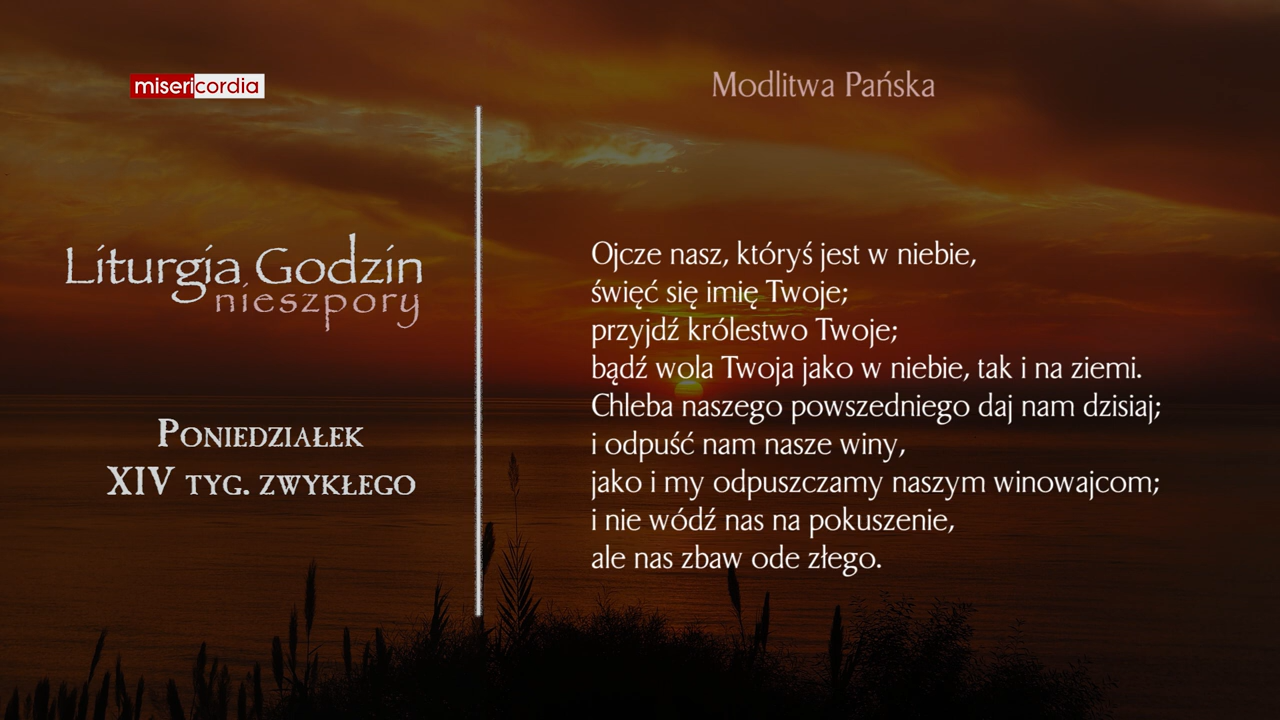 misericordia
Liturgia Godzin
nieszpory
Poniedziałek
XIV tyg. zwykłego
Modlitwa Pańska
Ojcze nasz, któryś jest w niebie,
święć się imię Twoje;
przyjdź królestwo Twoje;
bądź wola Twoja jako w niebie, tak i na ziemi.
Chleba naszego powszedniego daj nam dzisiaj;
i odpuść nam nasze winy,
jako i my odpuszczamy naszym winowajcom;
i nie wódź nas na pokuszenie,
ale nas zbaw ode złego.